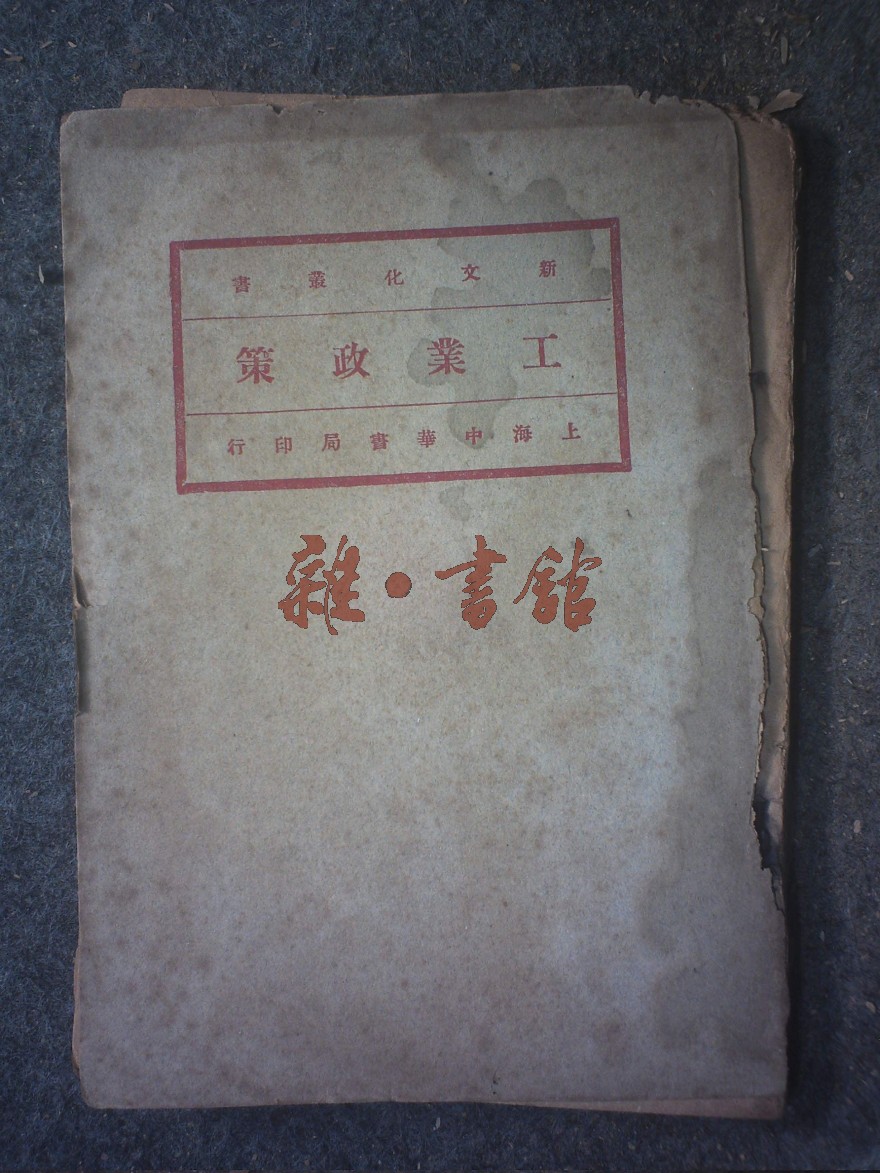 新文化叢書
工業政策
上海中華書局印行
雜·書館